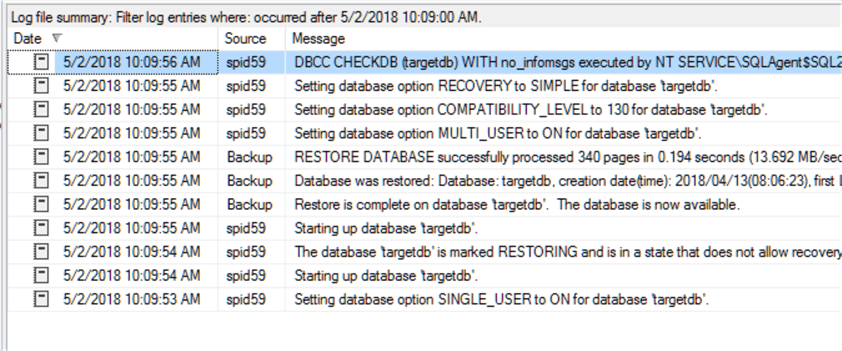 Log file summary: Filter log entries where: occurred after 5/2/2018 10:09:00 AM.
Date Source Message
5/2/2018 10:09:56 AM spid59 DBCC CHECKDB (targetdb) WITH no_infomsgs executed by NT SERVICE\SQLAgent$SQL2
5/2/2018 10:09:55 AM spid59 Setting database option RECOVERY to SIMPLE for database 'targetdb'.
5/2/2018 10:09:55 AM spid59 Setting database option COMPATIBILITY_LEVEL to 130 for database 'targetdb'.
5/2/2018 10:09:55 AM spid59 Setting database option MULTI_USER to ON for database 'targetdb'.
5/2/2018 10:09:55 AM Backup RESTORE DATABASE successfully processed 340 pages in 0.194 seconds (13.692 MB/sec
5/2/2018 10:09:55 AM Backup Database was restored: Database: targetdb, creation date(time): 2018/04/13(08:06:23), first
5/2/2018 10:09:55 AM Backup Restore is complete on database 'targetdb'. The database is now available.
5/2/2018 10:09:55 AM spid59 Starting up database 'targetdb'.
5/2/2018 10:09:54 AM spid59 The database 'targetdb' is marked RESTORING and is in a state that does not allow recovery
5/2/2018 10:09:54 AM spid59 Starting up database 'targetdb'.
5/2/2018 10:09:53 AM spid59 Setting database option SINGLE_USER to ON for database 'targetdb'.